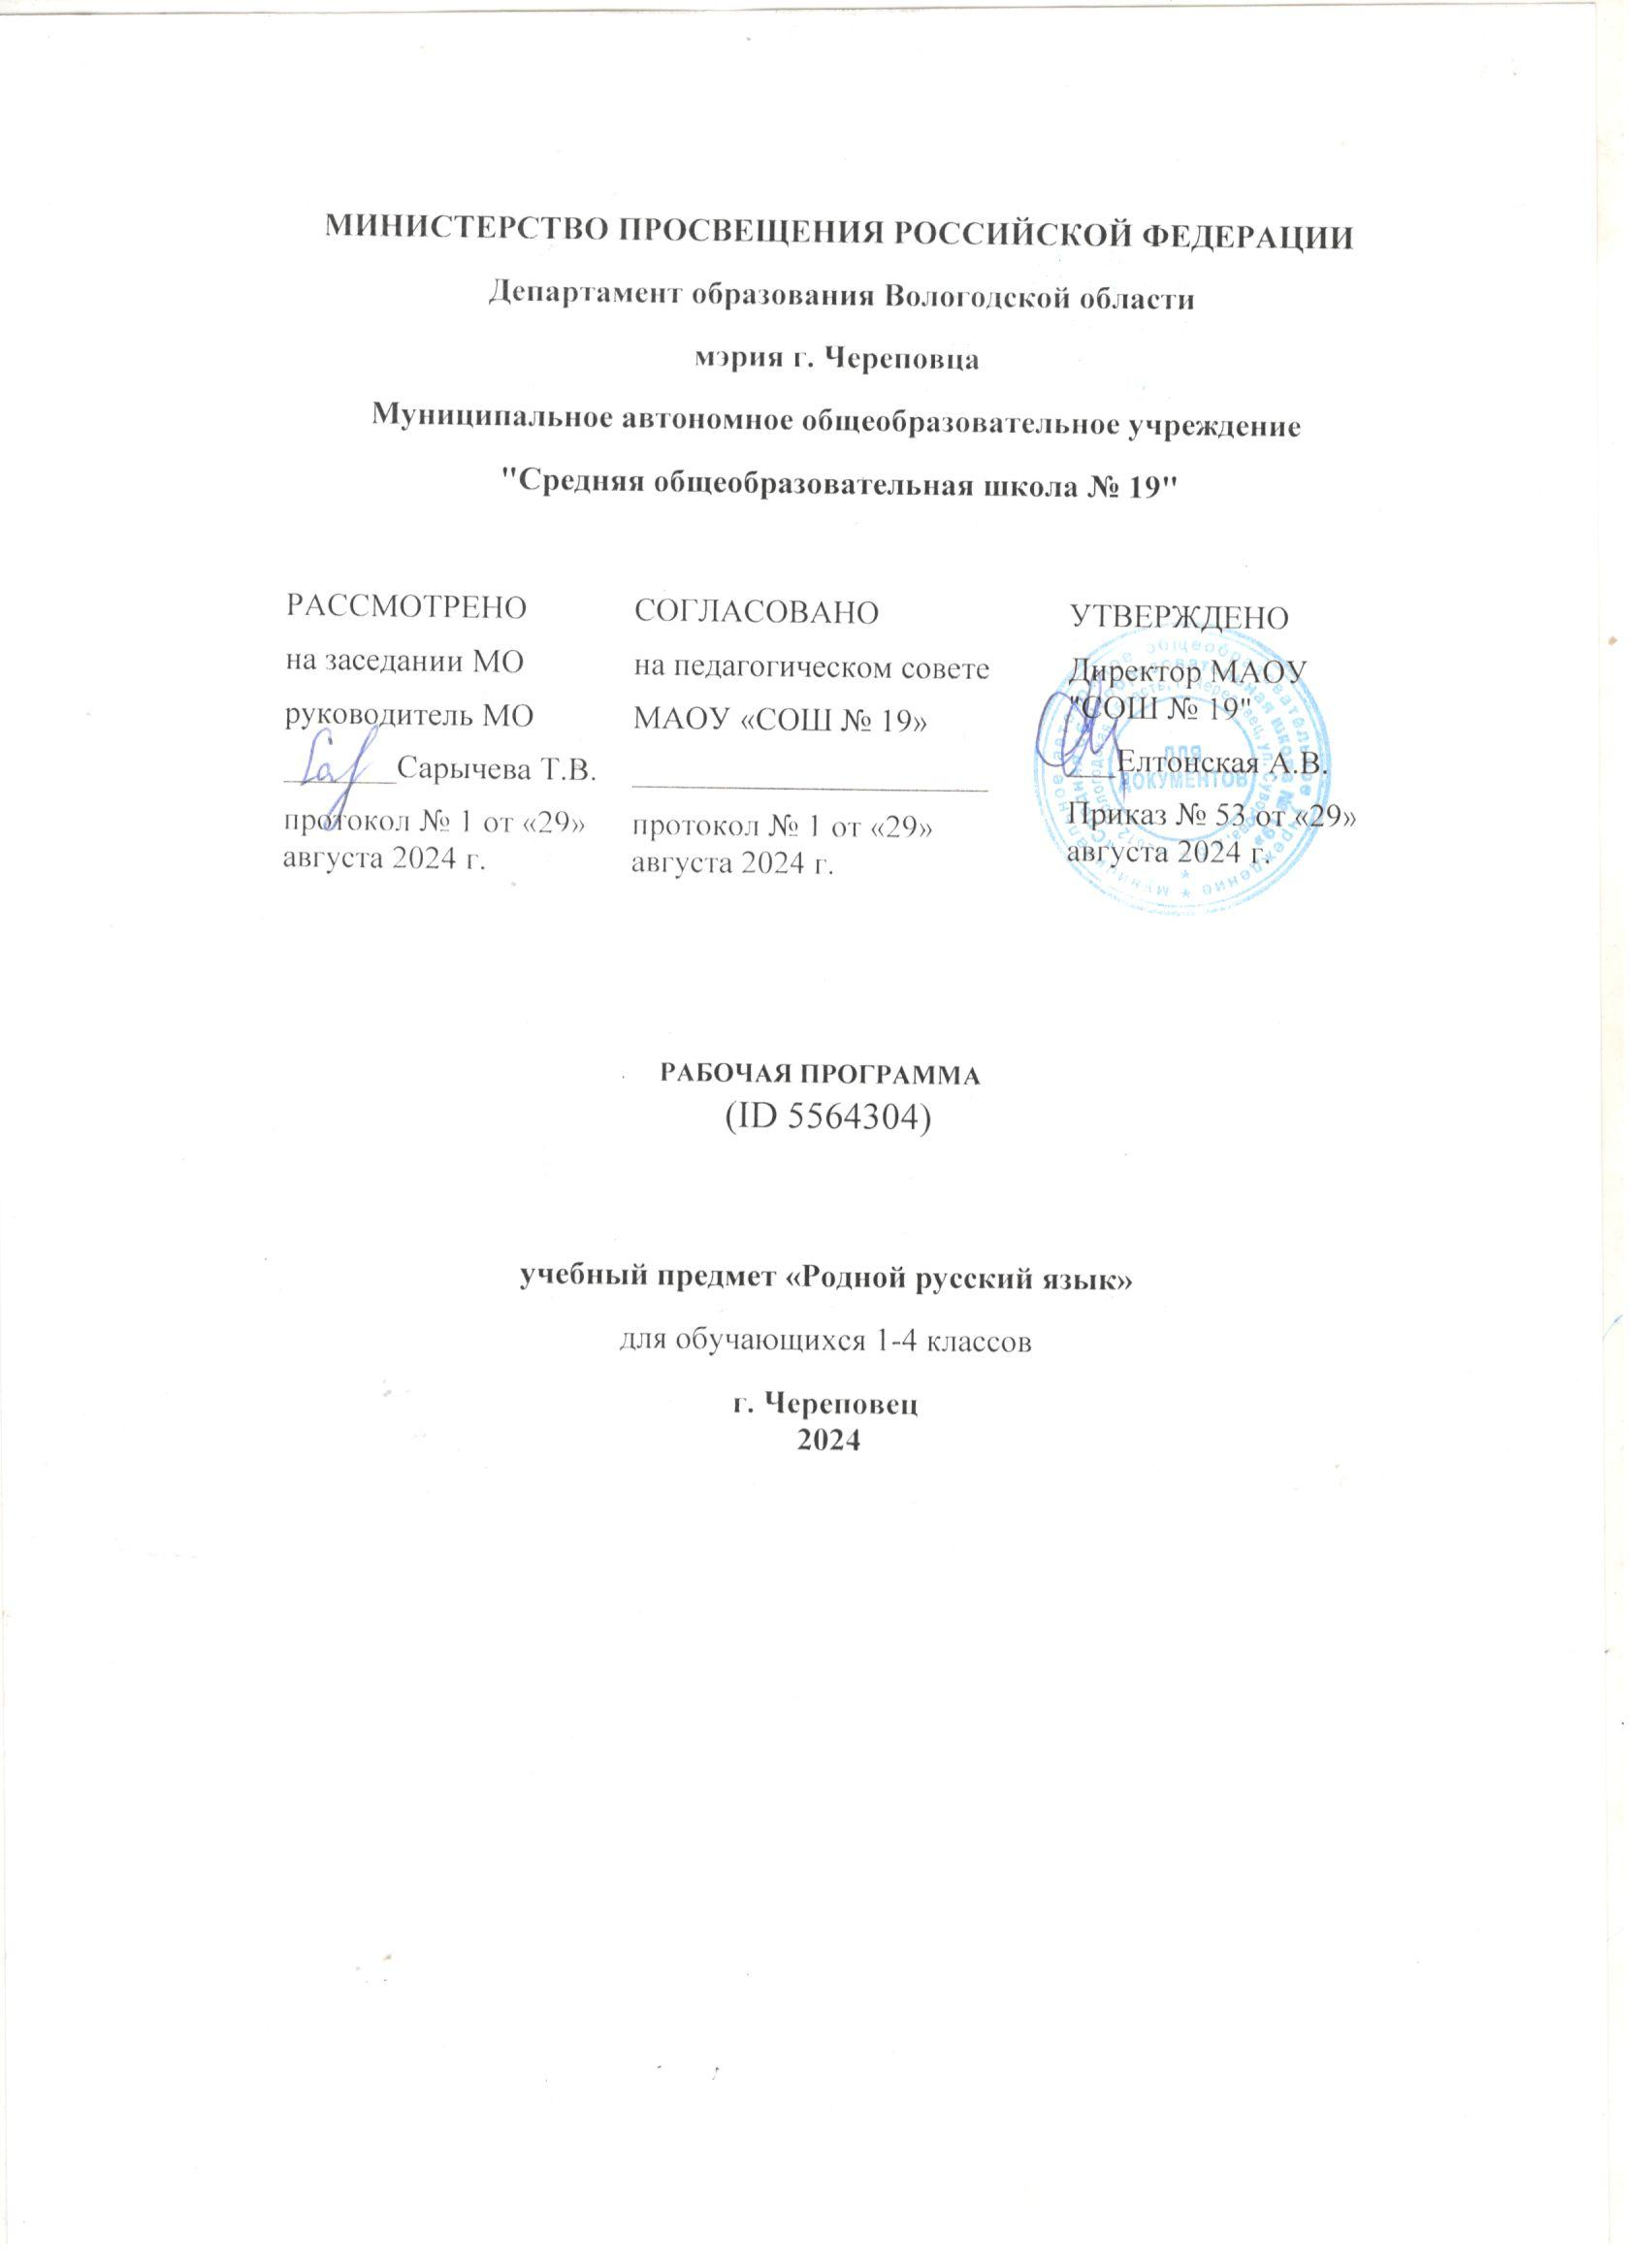 МИНИСТЕРСТВО ПРОСВЕЩЕНИЯ РОССИЙСКОЙ ФЕДЕРАЦИИ
Департамент образования Вологодской области
мэрия г. Череповца
Муниципальное автономное общеобразовательное учреждение
"Средняя общеобразовательная школа № 19"
РАССМОТРЕНО
на заседании МО
руководитель МО
_______Сарычева Т.В.
протокол № 1 от «29»
августа 2024 г.
СОГЛАСОВАНО
на педагогическом совете
МАОУ «СОШ № 19»
протокол № 1 от «29»
августа 2024 г.
УТВЕРЖДЕНО
Директор МАОУ
"СОШ № 19"
___Елтонская А.В.
Приказ № 53 от «29»
августа 2024 г.
ДЛЯ
ДОКУМЕНТОВ
РАБОЧАЯ ПРОГРАММА
(ID 5564304)
учебный предмет «Родной русский язык»
для обучающихся 1-4 классов
г. Череповец
2024